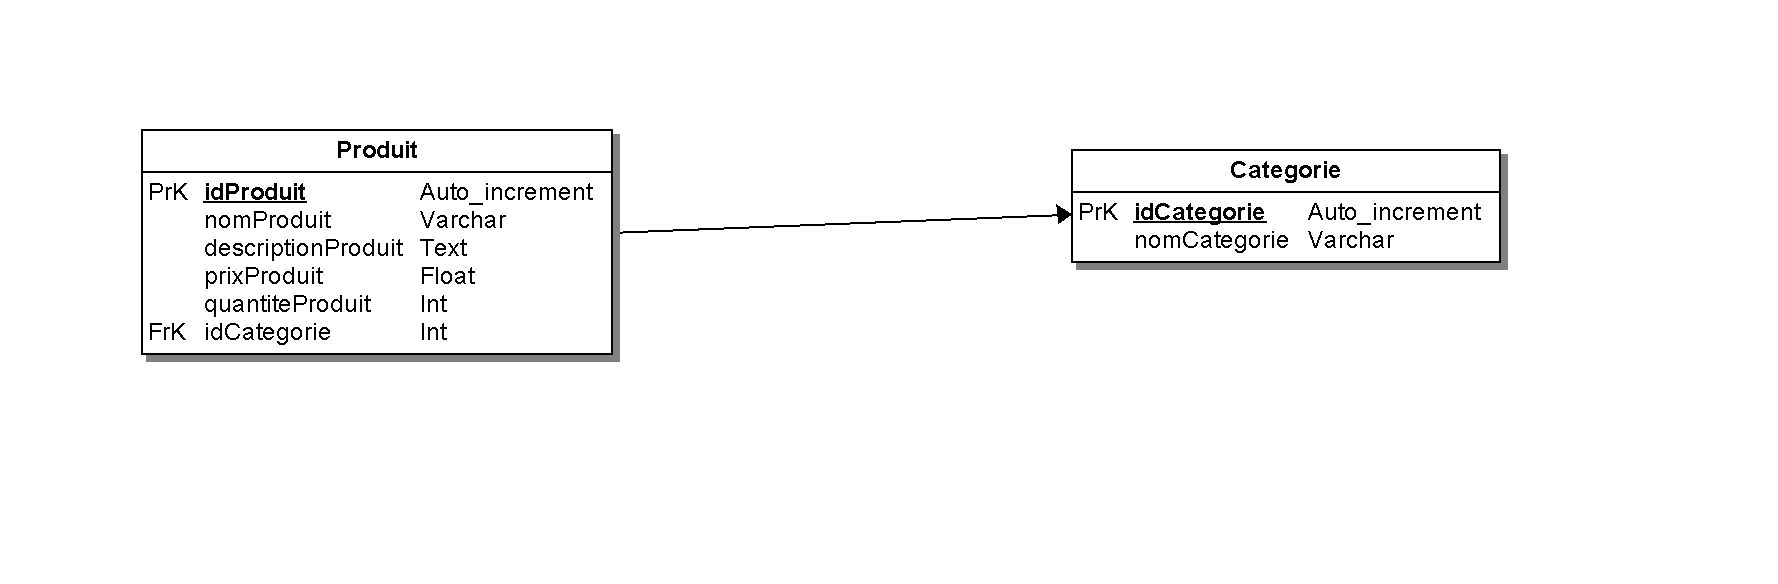 Produit
PrK idProduit Auto_increment
nomProduit Varchar
descriptionProduit Text
prixProduit Float
quantiteProduit Int
FrK idCategorie Int
Categorie
PrK idCategorie Auto_increment
nomCategorie Varchar